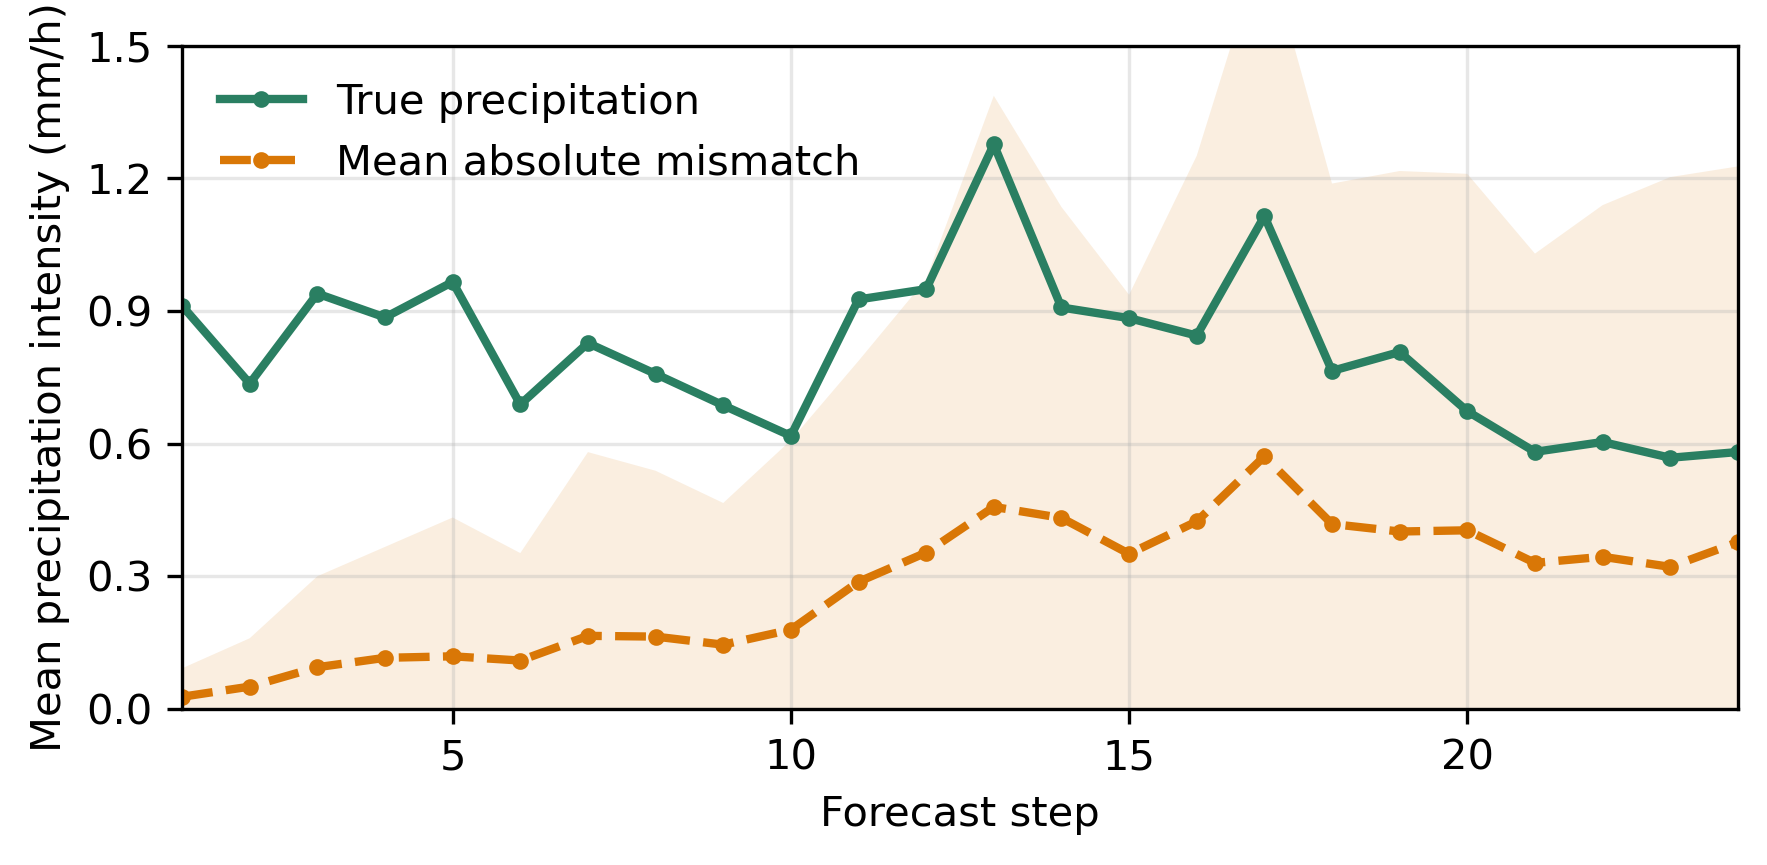 Mean precipitation intensity (mm/h)
1.5
1.2
0.9
0.6
0.3
0.0
True precipitation
Mean absolute mismatch
5 10 15 20
Forecast step